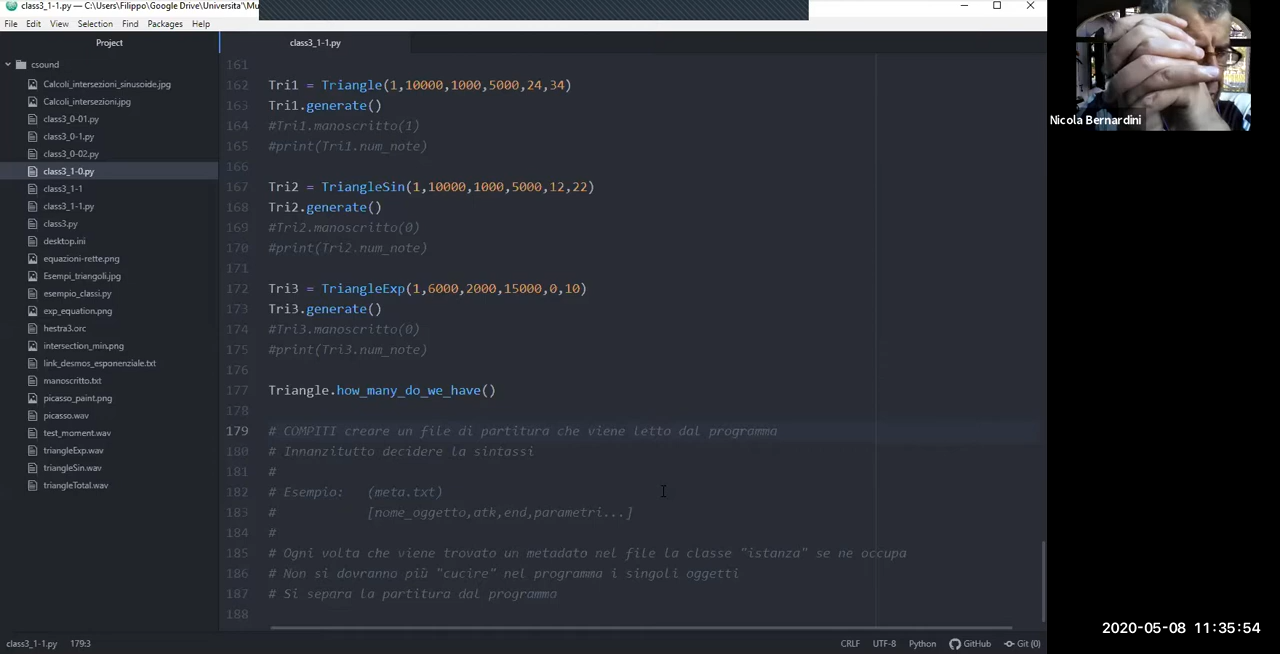 class3_1-1.py — C:\Users\Filippo\Google Drive\Universita'\Mu
File Edit View Selection Find Packages Help
Project
class3_1-1.py
csound
Calcoli_intersezioni_sinusoide.jpg
Calcoli_intersezioni.jpg
class3_0-01.py
class3_0-1.py
class3_0-02.py
class3_1-0.py
class3_1-1
class3_1-1.py
class3.py
desktop.ini
equazioni-rette.png
Esempi_triangoli.jpg
esempio_classi.py
exp_equation.png
hestra3.orc
intersection_min.png
link_desmos_esponenziale.txt
manoscritto.txt
picasso_paint.png
picasso.wav
test_moment.wav
triangleExp.wav
triangleSin.wav
triangleTotal.wav
161
162 Tri1 = Triangle(1,10000,1000,5000,24,34)
163 Tri1.generate()
164 #Tri1.manoscritto(1)
165 #print(Tri1.num_note)
166
167 Tri2 = TriangleSin(1,10000,1000,5000,12,22)
168 Tri2.generate()
169 #Tri2.manoscritto(0)
170 #print(Tri2.num_note)
171
172 Tri3 = TriangleExp(1,6000,2000,15000,0,10)
173 Tri3.generate()
174 #Tri3.manoscritto(0)
175 #print(Tri3.num_note)
176
177 Triangle.how_many_do_we_have()
178
179 # COMPITI creare un file di partitura che viene letto dal programma
180 # Innanzitutto decidere la sintassi
181 #
182 # Esempio: (meta.txt)
183 # [nome_oggetto,atk,end,parametri...]
184 #
185 # Ogni volta che viene trovato un metadato nel file la classe "istanza" se ne occupa
186 # Non si dovranno più "cucire" nel programma i singoli oggetti
187 # Si separa la partitura dal programma
188
class3_1-1.py 179:3
CRLF UTF-8 Python GitHub Git (0)
Nicola Bernardini
2020-05-08 11:35:54